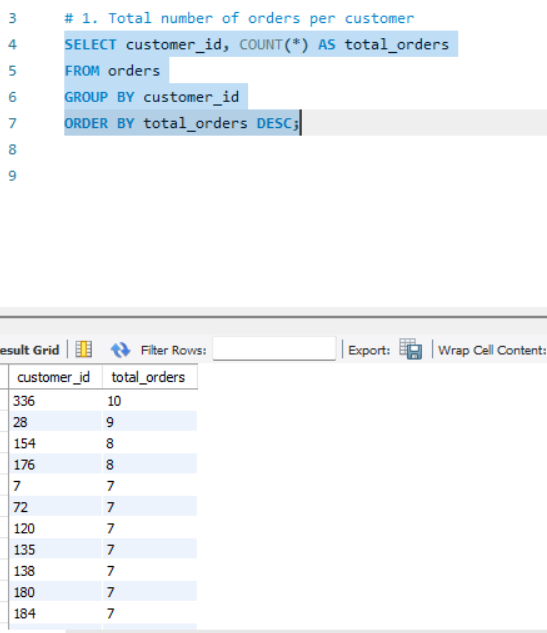 3 # 1. Total number of orders per customer
4 SELECT customer_id, COUNT(*) AS total_orders
5 FROM orders
6 GROUP BY customer_id
7 ORDER BY total_orders DESC;
8
9
esult Grid Filter Rows: Export: Wrap Cell Content:
customer_id total_orders
336 10
28 9
154 8
176 8
7 7
72 7
120 7
135 7
138 7
180 7
184 7